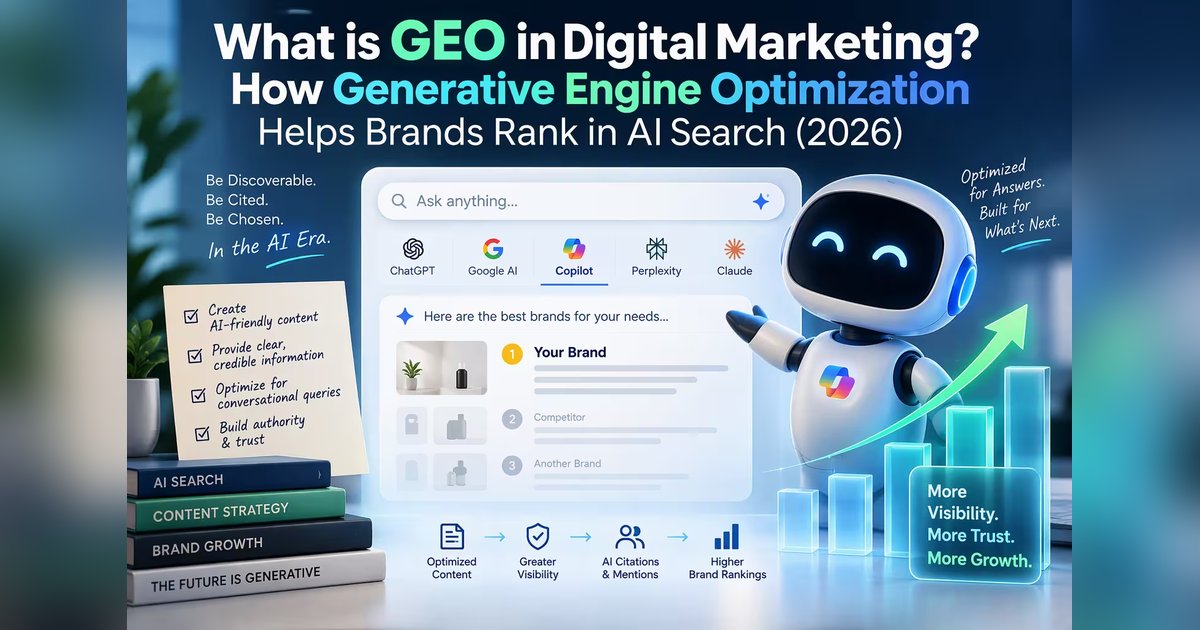 What is GEO in Digital Marketing?
How Generative Engine Optimization
Helps Brands Rank in AI Search (2026)
Be Discoverable.
Be Cited.
Be Chosen.
In the AI Era.
Optimized
for Answers.
Built for
What's Next.
Ask anything...
ChatGPT
Google AI
Copilot
Perplexity
Claude
Here are the best brands for your needs...
1 Your Brand
2 Competitor
3 Another Brand
Create
AI-friendly content
Provide clear,
credible information
Optimize for
conversational queries
Build authority
& trust
AI SEARCH
CONTENT STRATEGY
BRAND GROWTH
THE FUTURE IS GENERATIVE
Optimized
Content
Greater
Visibility
AI Citations
& Mentions
Higher
Brand Rankings
More
Visibility.
More Trust.
More Growth.